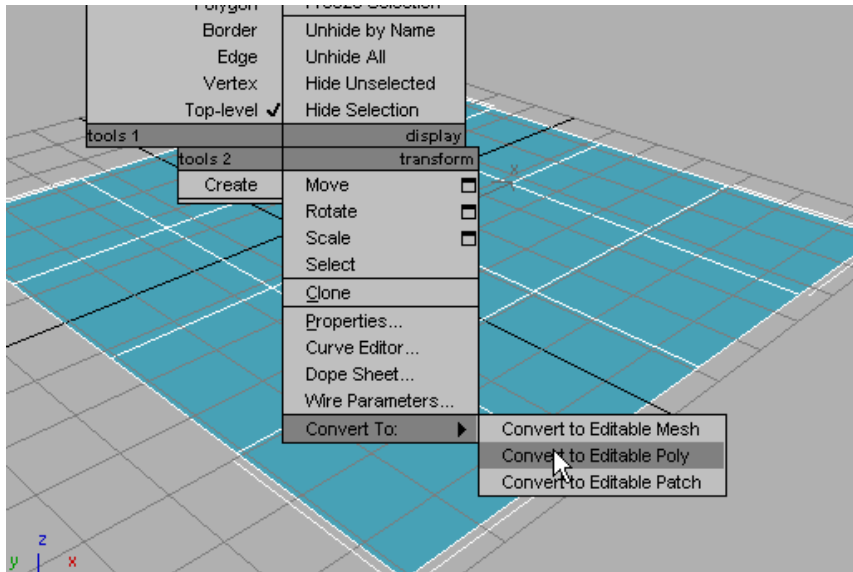 Border
Edge
Vertex
Top-level
tools 1
Freeze Selection
Unhide by Name
Unhide All
Hide Unselected
Hide Selection
display
tools 2
Create
transform
Move
Rotate
Scale
Select
Clone
Properties...
Curve Editor...
Dope Sheet...
Wire Parameters...
Convert To:
Convert to Editable Mesh
Convert to Editable Poly
Convert to Editable Patch
x
z
y
x